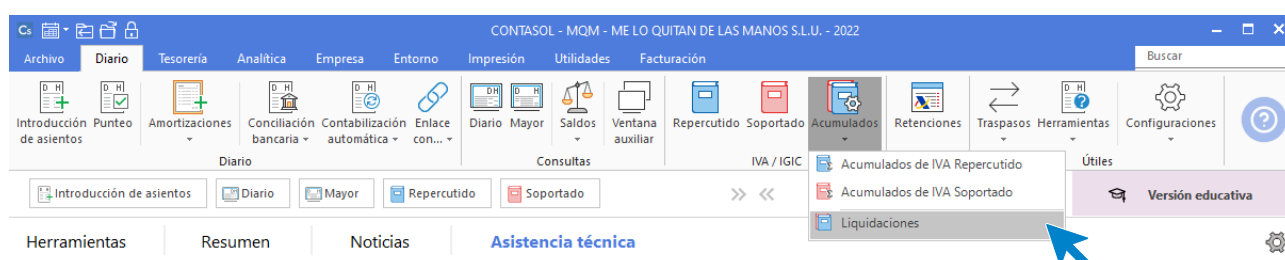 Cs CONTASOL - MQM - ME LO QUITAN DE LAS MANOS S.L.U. - 2022
Archivo Diario Tesorería Analítica Empresa Entorno Impresión Utilidades Facturación Buscar
D H D H D H D H DH D H D H
Introducción Punteo Amortizaciones Conciliación Contabilización Enlace Diario Mayor Saldos Ventana Repercutido Soportado Acumulados Retenciones Traspasos Herramientas Configuraciones
de asientos bancaria automática con... auxiliar
Diario Consultas IVA / IGIC Útiles
Acumulados de IVA Repercutido
Introducción de asientos Diario Mayor Repercutido Soportado Acumulados de IVA Soportado Versión educativa
Liquidaciones
Herramientas Resumen Noticias Asistencia técnica